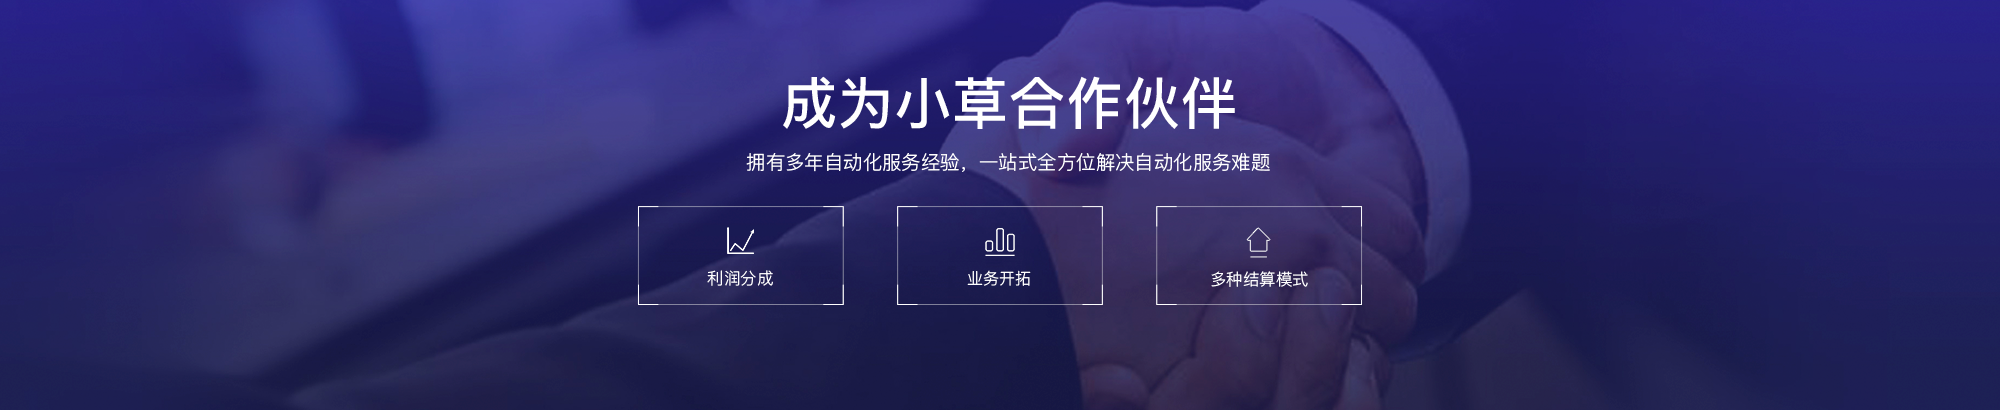 成为小草合作伙伴
拥有多年自动化服务经验，一站式全方位解决自动化服务难题
利润分成
业务开拓
多种结算模式